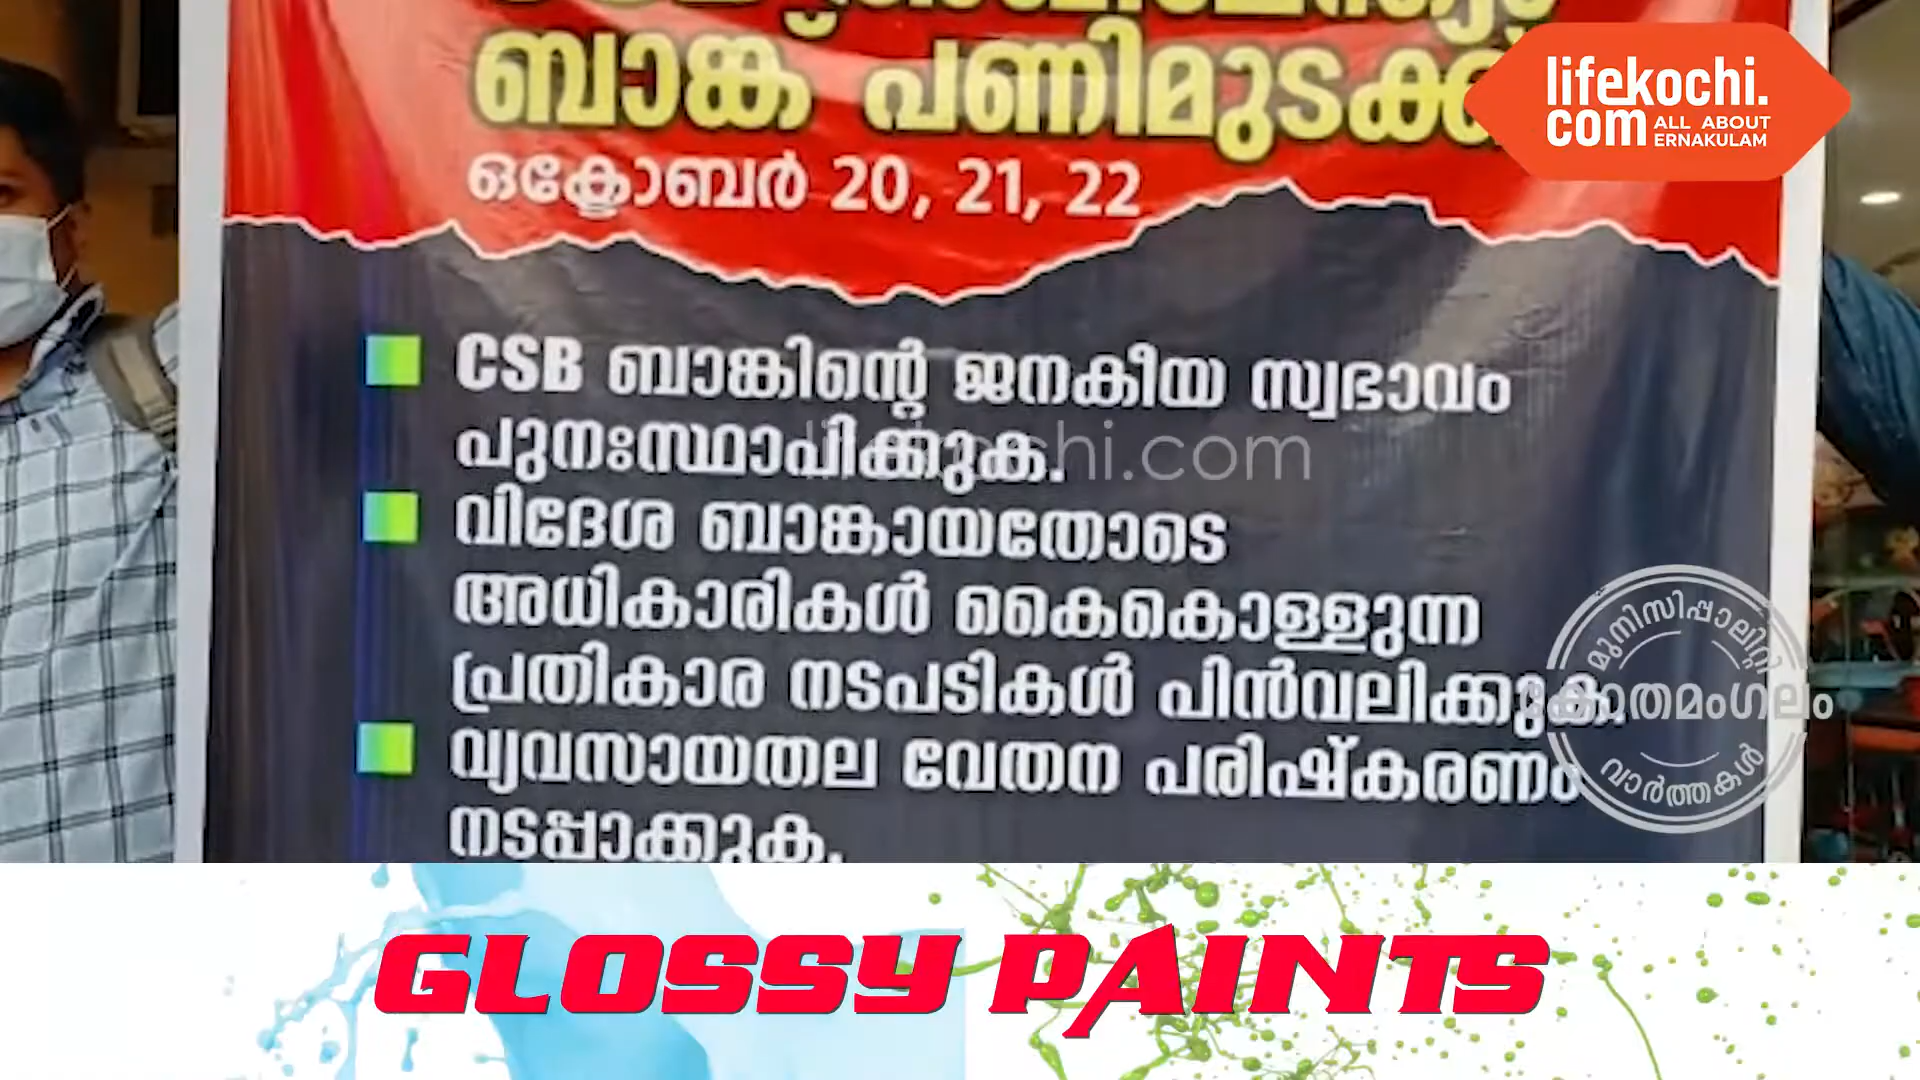 ബാങ്ക് പണിമുടക്ക്
ഒക്ടോബർ 20, 21, 22
CSB ബാങ്കിന്റെ ജനകീയ സ്വഭാവം
പുനഃസ്ഥാപിക്കുക.
വിദേശ ബാങ്കായതോടെ
അധികാരികൾ കൈകൊള്ളുന്ന
പ്രതികാര നടപടികൾ പിൻവലിക്കുക.
വ്യവസായതല വേതന പരിഷ്കരണം
നടപ്പാക്കുക.
lifekochi.
com ALL ABOUT
ERNAKULAM
lifekochi.com
മുനിസിപ്പാലിറ്റി
കോതമംഗലം
വാർത്തകൾ
GLOSSY PAINTS